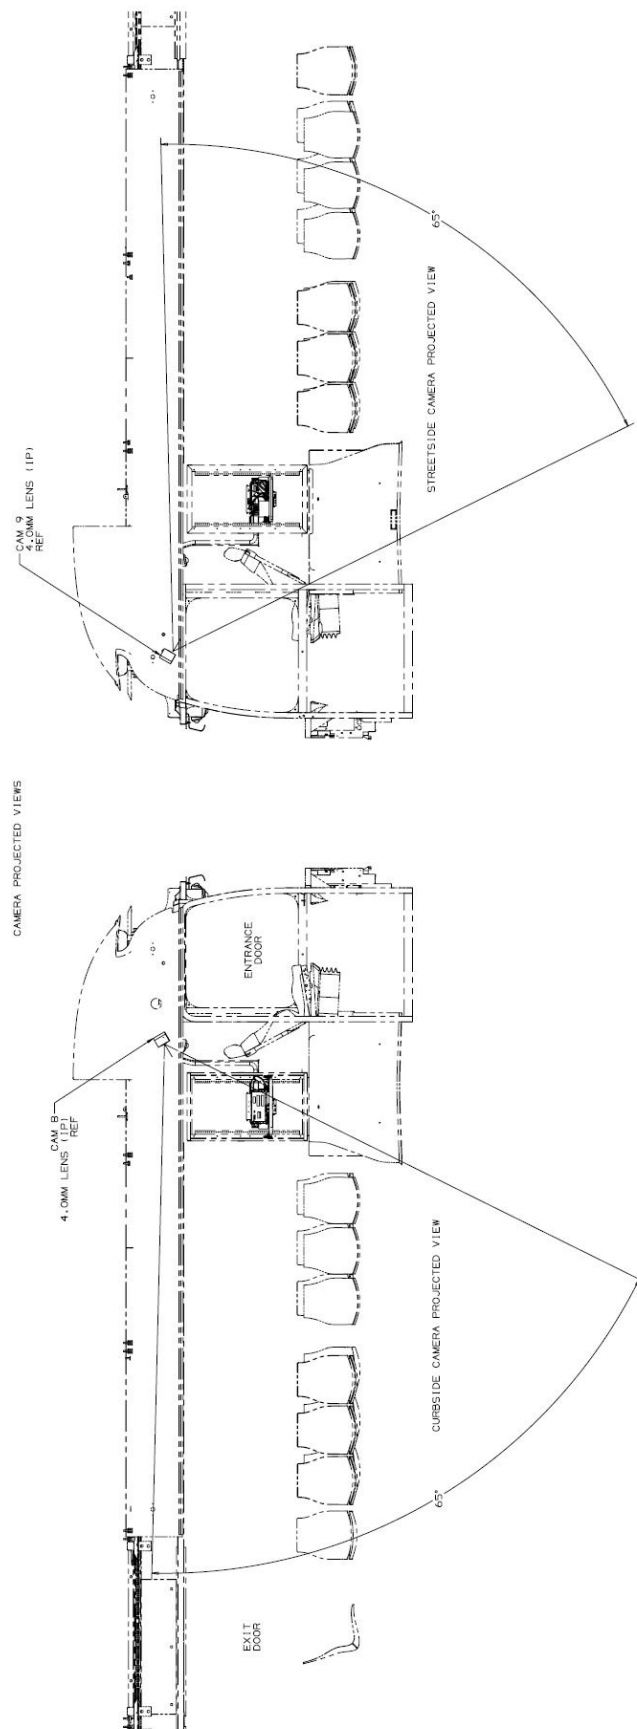 CAMERA PROJECTED VIEWS
CAM 9
4.0MM LENS (IP)
REF
65°
STREETSIDE CAMERA PROJECTED VIEW
CAM 8
4.0MM LENS (IP)
REF
ENTRANCE
DOOR
65°
CURBSIDE CAMERA PROJECTED VIEW
EXIT
DOOR